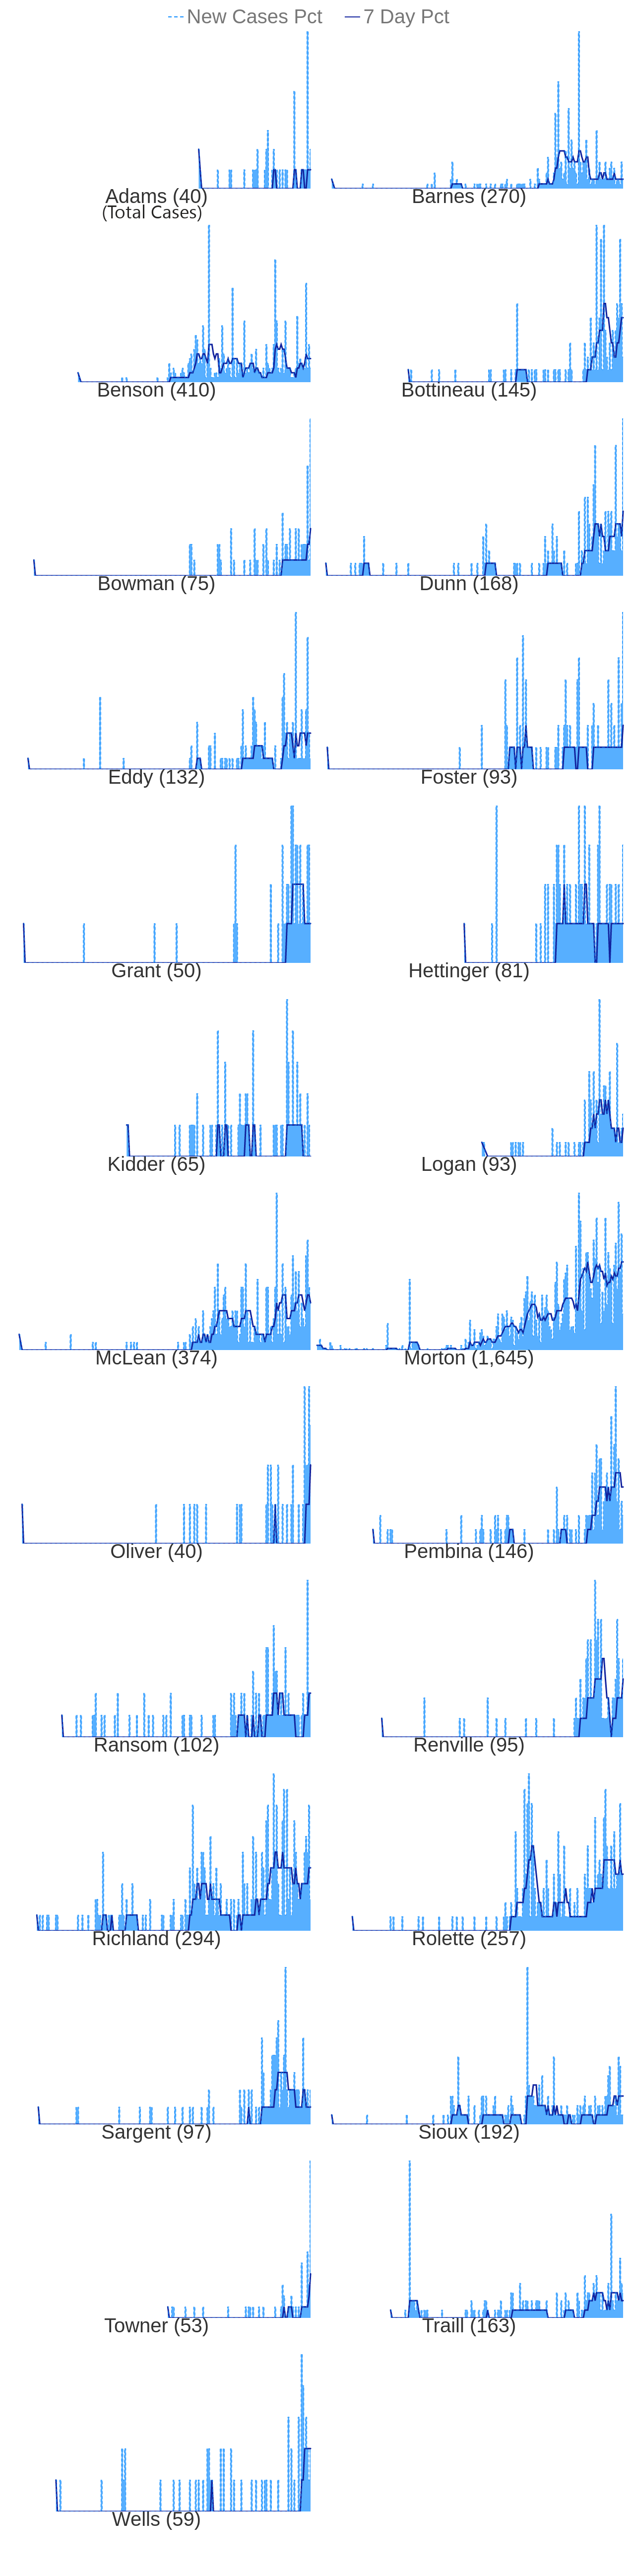 New Cases Pct 7 Day Pct
Adams (40) Barnes (270)
(Total Cases)
Benson (410) Bottineau (145)
Bowman (75) Dunn (168)
Eddy (132) Foster (93)
Grant (50) Hettinger (81)
Kidder (65) Logan (93)
McLean (374) Morton (1,645)
Oliver (40) Pembina (146)
Ransom (102) Renville (95)
Richland (294) Rolette (257)
Sargent (97) Sioux (192)
Towner (53) Traill (163)
Wells (59)